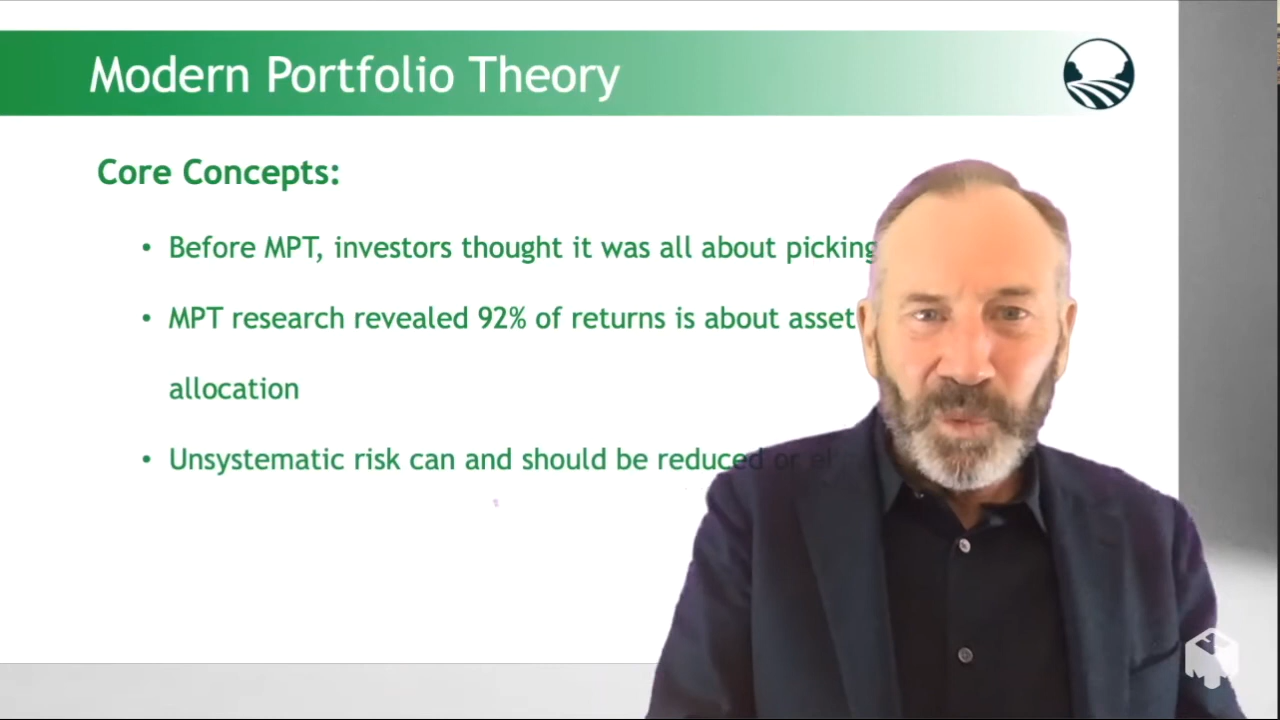 Modern Portfolio Theory
Core Concepts:
• Before MPT, investors thought it was all about picking
• MPT research revealed 92% of returns is about asset
allocation
• Unsystematic risk can and should be reduced or